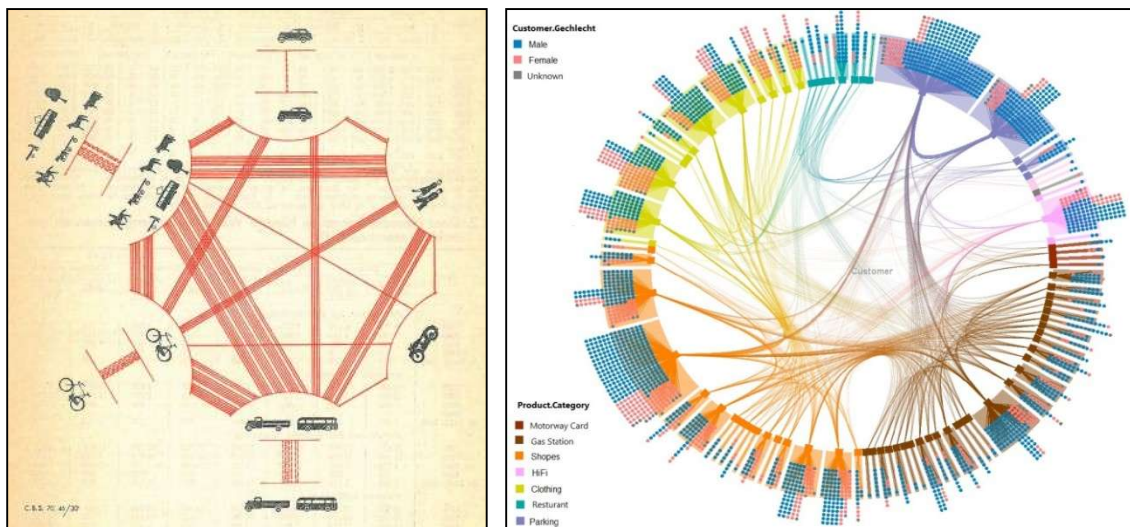 C.B.S. 70, 46/30
Customer.Gechlecht
Male
Female
Unknown
Customer
Product.Category
Motorway Card
Gas Station
Shopes
HiFi
Clothing
Resturant
Parking